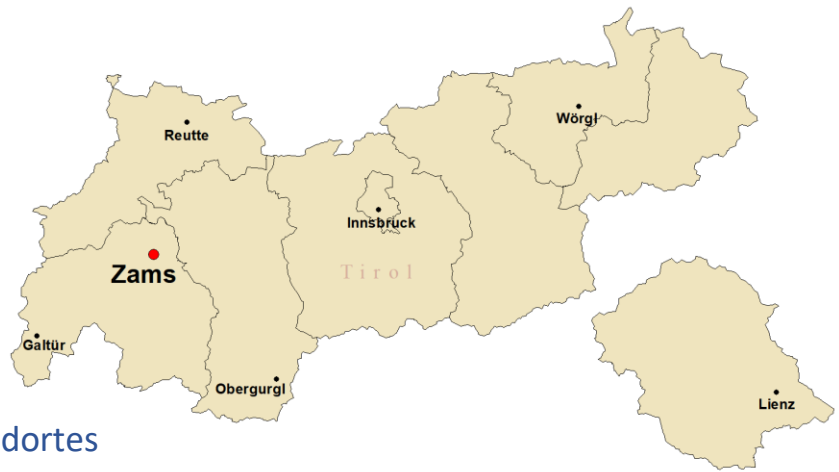 Wörgl
Reutte
Innsbruck
Tirol
Zams
Galtür
Obergurgl
Lienz
dortes